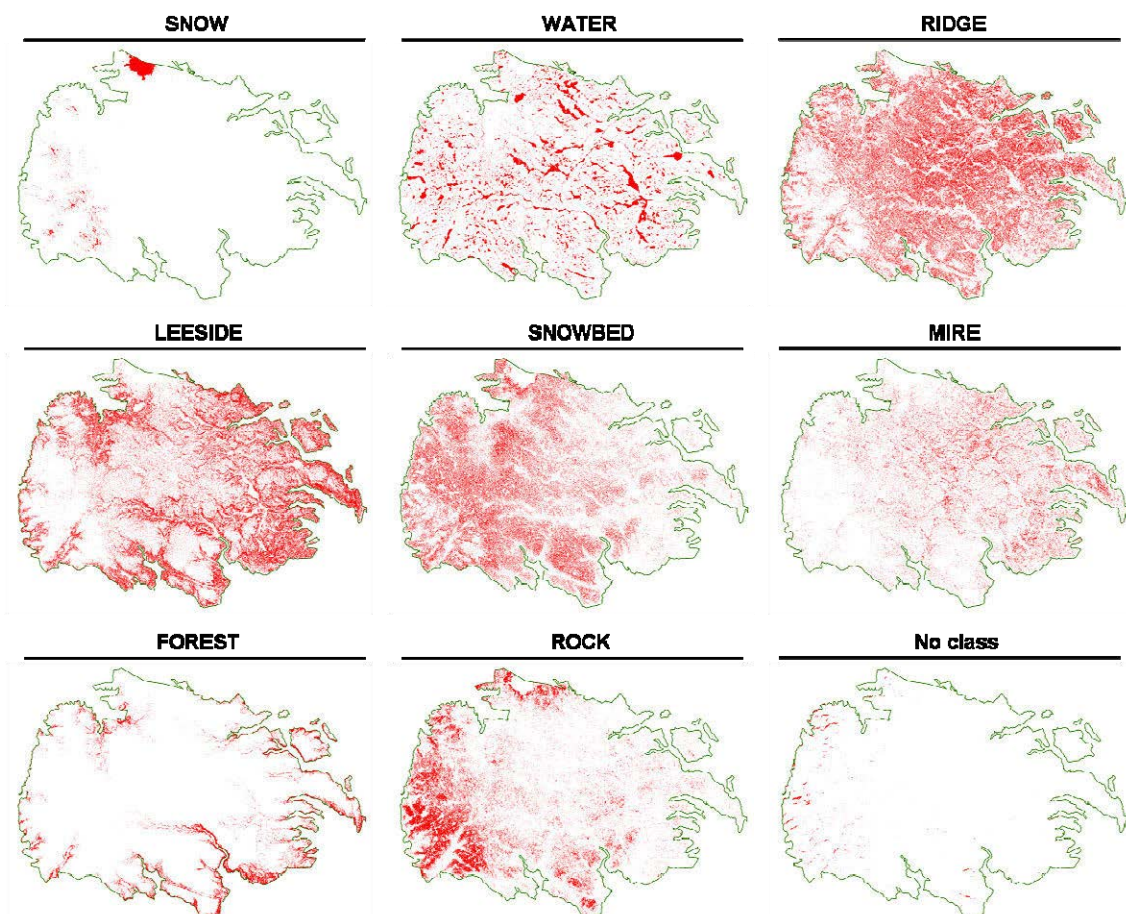 SNOW
WATER
RIDGE
LEESIDE
SNOWBED
MIRE
FOREST
ROCK
No class